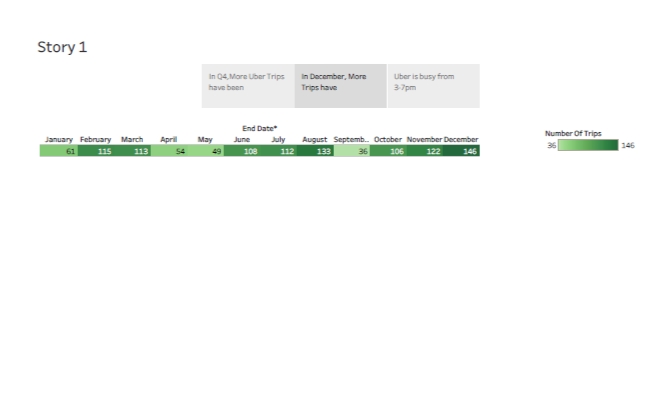 Story 1
In Q4,More Uber Trips
have been
In December, More
Trips have
Uber is busy from
3-7pm
End Date*
January February March April May June July August Septemb.. October November December
61 115 113 54 49 108 112 133 36 106 122 146
Number Of Trips
36 146